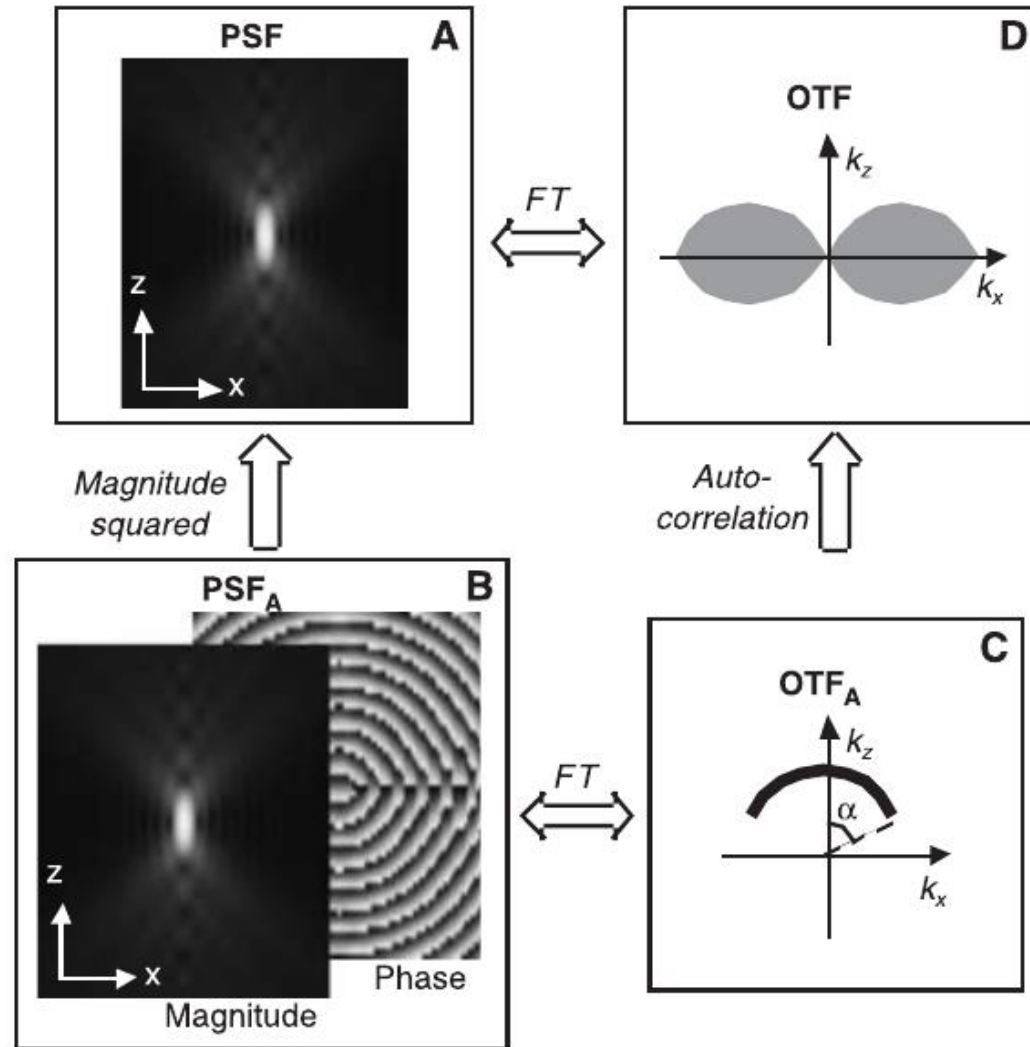 A
PSF
z
x
FT
D
OTF
k_z
k_x
Magnitude
squared
Auto-
correlation
B
PSF_A
z
x
Phase
Magnitude
FT
C
OTF_A
k_z
α
k_x